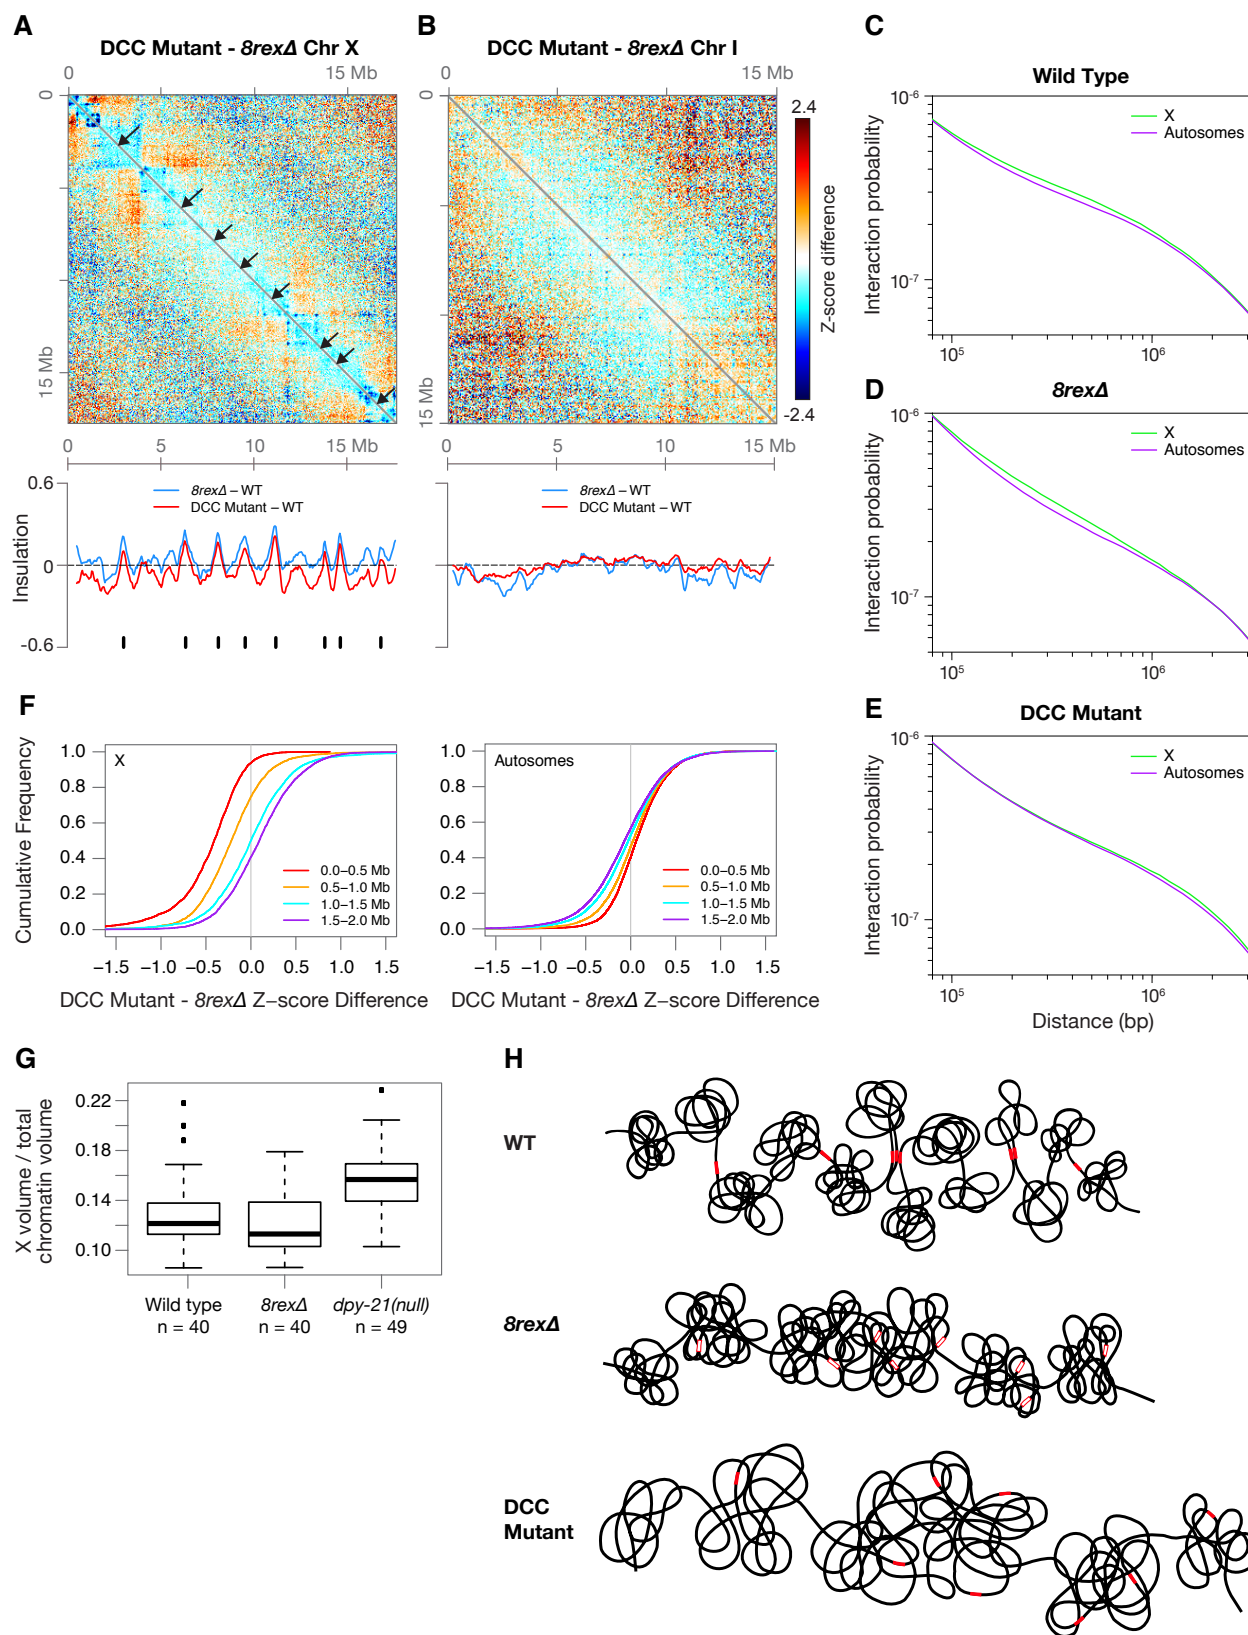 A
DCC Mutant - 8rexΔ Chr X
0 15 Mb
0
15 Mb
B
DCC Mutant - 8rexΔ Chr I
0 15 Mb
0
15 Mb
2.4
Z-score difference
-2.4
0 5 10 15 Mb
0.6
0
-0.6
Insulation
8rexΔ – WT
DCC Mutant – WT
0 5 10 15 Mb
8rexΔ – WT
DCC Mutant – WT
C
Wild Type
10-6
10-7
Interaction probability
X
Autosomes
105 106
D
8rexΔ
10-6
10-7
Interaction probability
X
Autosomes
105 106
E
DCC Mutant
10-6
10-7
Interaction probability
X
Autosomes
105 106
Distance (bp)
F
Cumulative Frequency
1.0
0.8
0.6
0.4
0.2
0.0
X
0.0–0.5 Mb
0.5–1.0 Mb
1.0–1.5 Mb
1.5–2.0 Mb
−1.5 −1.0 −0.5 0.0 0.5 1.0 1.5
DCC Mutant - 8rexΔ Z−score Difference
1.0
0.8
0.6
0.4
0.2
0.0
Autosomes
0.0–0.5 Mb
0.5–1.0 Mb
1.0–1.5 Mb
1.5–2.0 Mb
−1.5 −1.0 −0.5 0.0 0.5 1.0 1.5
DCC Mutant - 8rexΔ Z−score Difference
G
X volume / total
chromatin volume
0.22
0.18
0.14
0.10
Wild type 8rexΔ dpy-21(null)
n = 40 n = 40 n = 49
H
WT
8rexΔ
DCC
Mutant